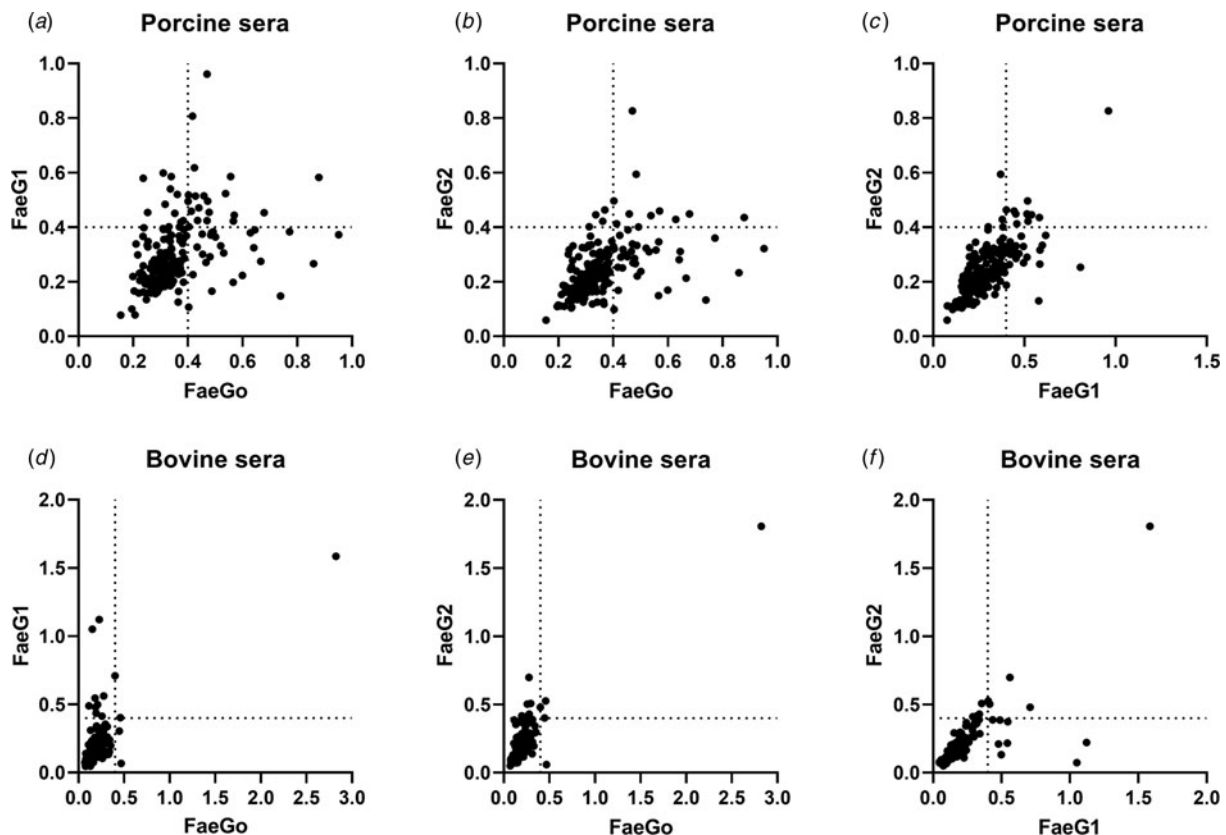 (a) Porcine sera
FaeG1
1.0
0.8
0.6
0.4
0.2
0.0
0.0 0.2 0.4 0.6 0.8 1.0
FaeGo
(b) Porcine sera
FaeG2
1.0
0.8
0.6
0.4
0.2
0.0
0.0 0.2 0.4 0.6 0.8 1.0
FaeGo
(c) Porcine sera
FaeG2
1.0
0.8
0.6
0.4
0.2
0.0
0.0 0.5 1.0 1.5
FaeG1
(d) Bovine sera
FaeG1
2.0
1.5
1.0
0.5
0.0
0.0 0.5 1.0 1.5 2.0 2.5 3.0
FaeGo
(e) Bovine sera
FaeG2
2.0
1.5
1.0
0.5
0.0
0.0 0.5 1.0 1.5 2.0 2.5 3.0
FaeGo
(f) Bovine sera
FaeG2
2.0
1.5
1.0
0.5
0.0
0.0 0.5 1.0 1.5 2.0
FaeG1